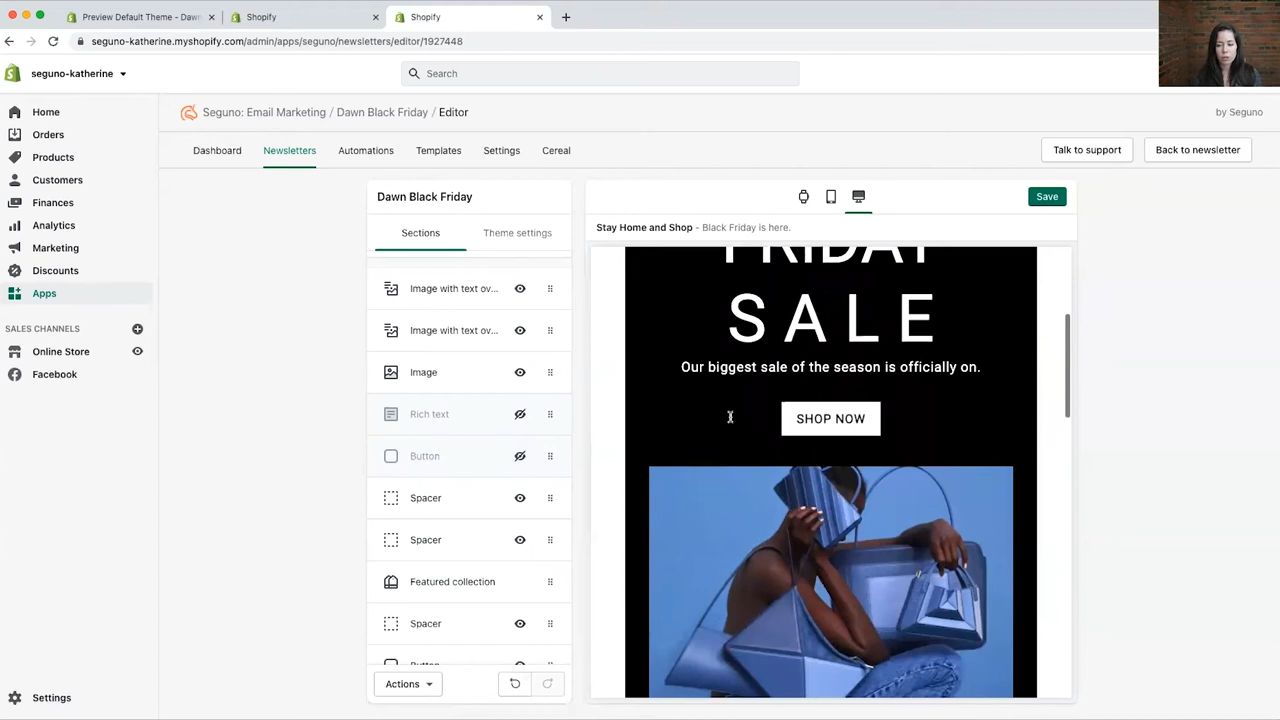 Preview Default Theme - Dawn
Shopify
Shopify
seguno-katherine.myshopify.com/admin/apps/seguno/newsletters/editor/1927448
seguno-katherine
Search
Home
Orders
Products
Customers
Finances
Analytics
Marketing
Discounts
Apps
SALES CHANNELS
Online Store
Facebook
Settings
Seguno: Email Marketing / Dawn Black Friday / Editor
by Seguno
Dashboard
Newsletters
Automations
Templates
Settings
Cereal
Talk to support
Back to newsletter
Dawn Black Friday
Sections
Theme settings
Image with text ov...
Image with text ov...
Image
Rich text
Button
Spacer
Spacer
Featured collection
Spacer
Button
Actions
Save
Stay Home and Shop - Black Friday is here.
FRIDAY
SALE
Our biggest sale of the season is officially on.
SHOP NOW